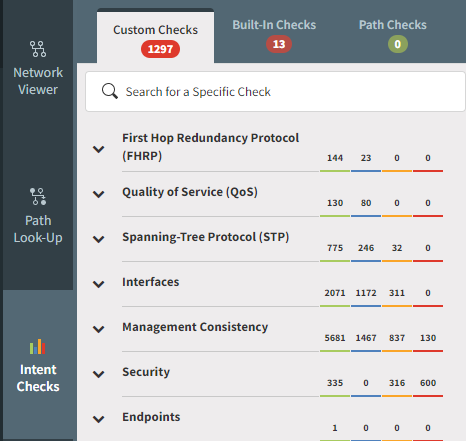 Custom Checks
1297
Built-In Checks
13
Path Checks
0
Network
Viewer
Path
Look-Up
Intent
Checks
Search for a Specific Check
First Hop Redundancy Protocol
(FHRP)
144 23 0 0
Quality of Service (QoS)
130 80 0 0
Spanning-Tree Protocol (STP)
775 246 32 0
Interfaces
2071 1172 311 0
Management Consistency
5681 1467 837 130
Security
335 0 316 600
Endpoints
1 0 0 0